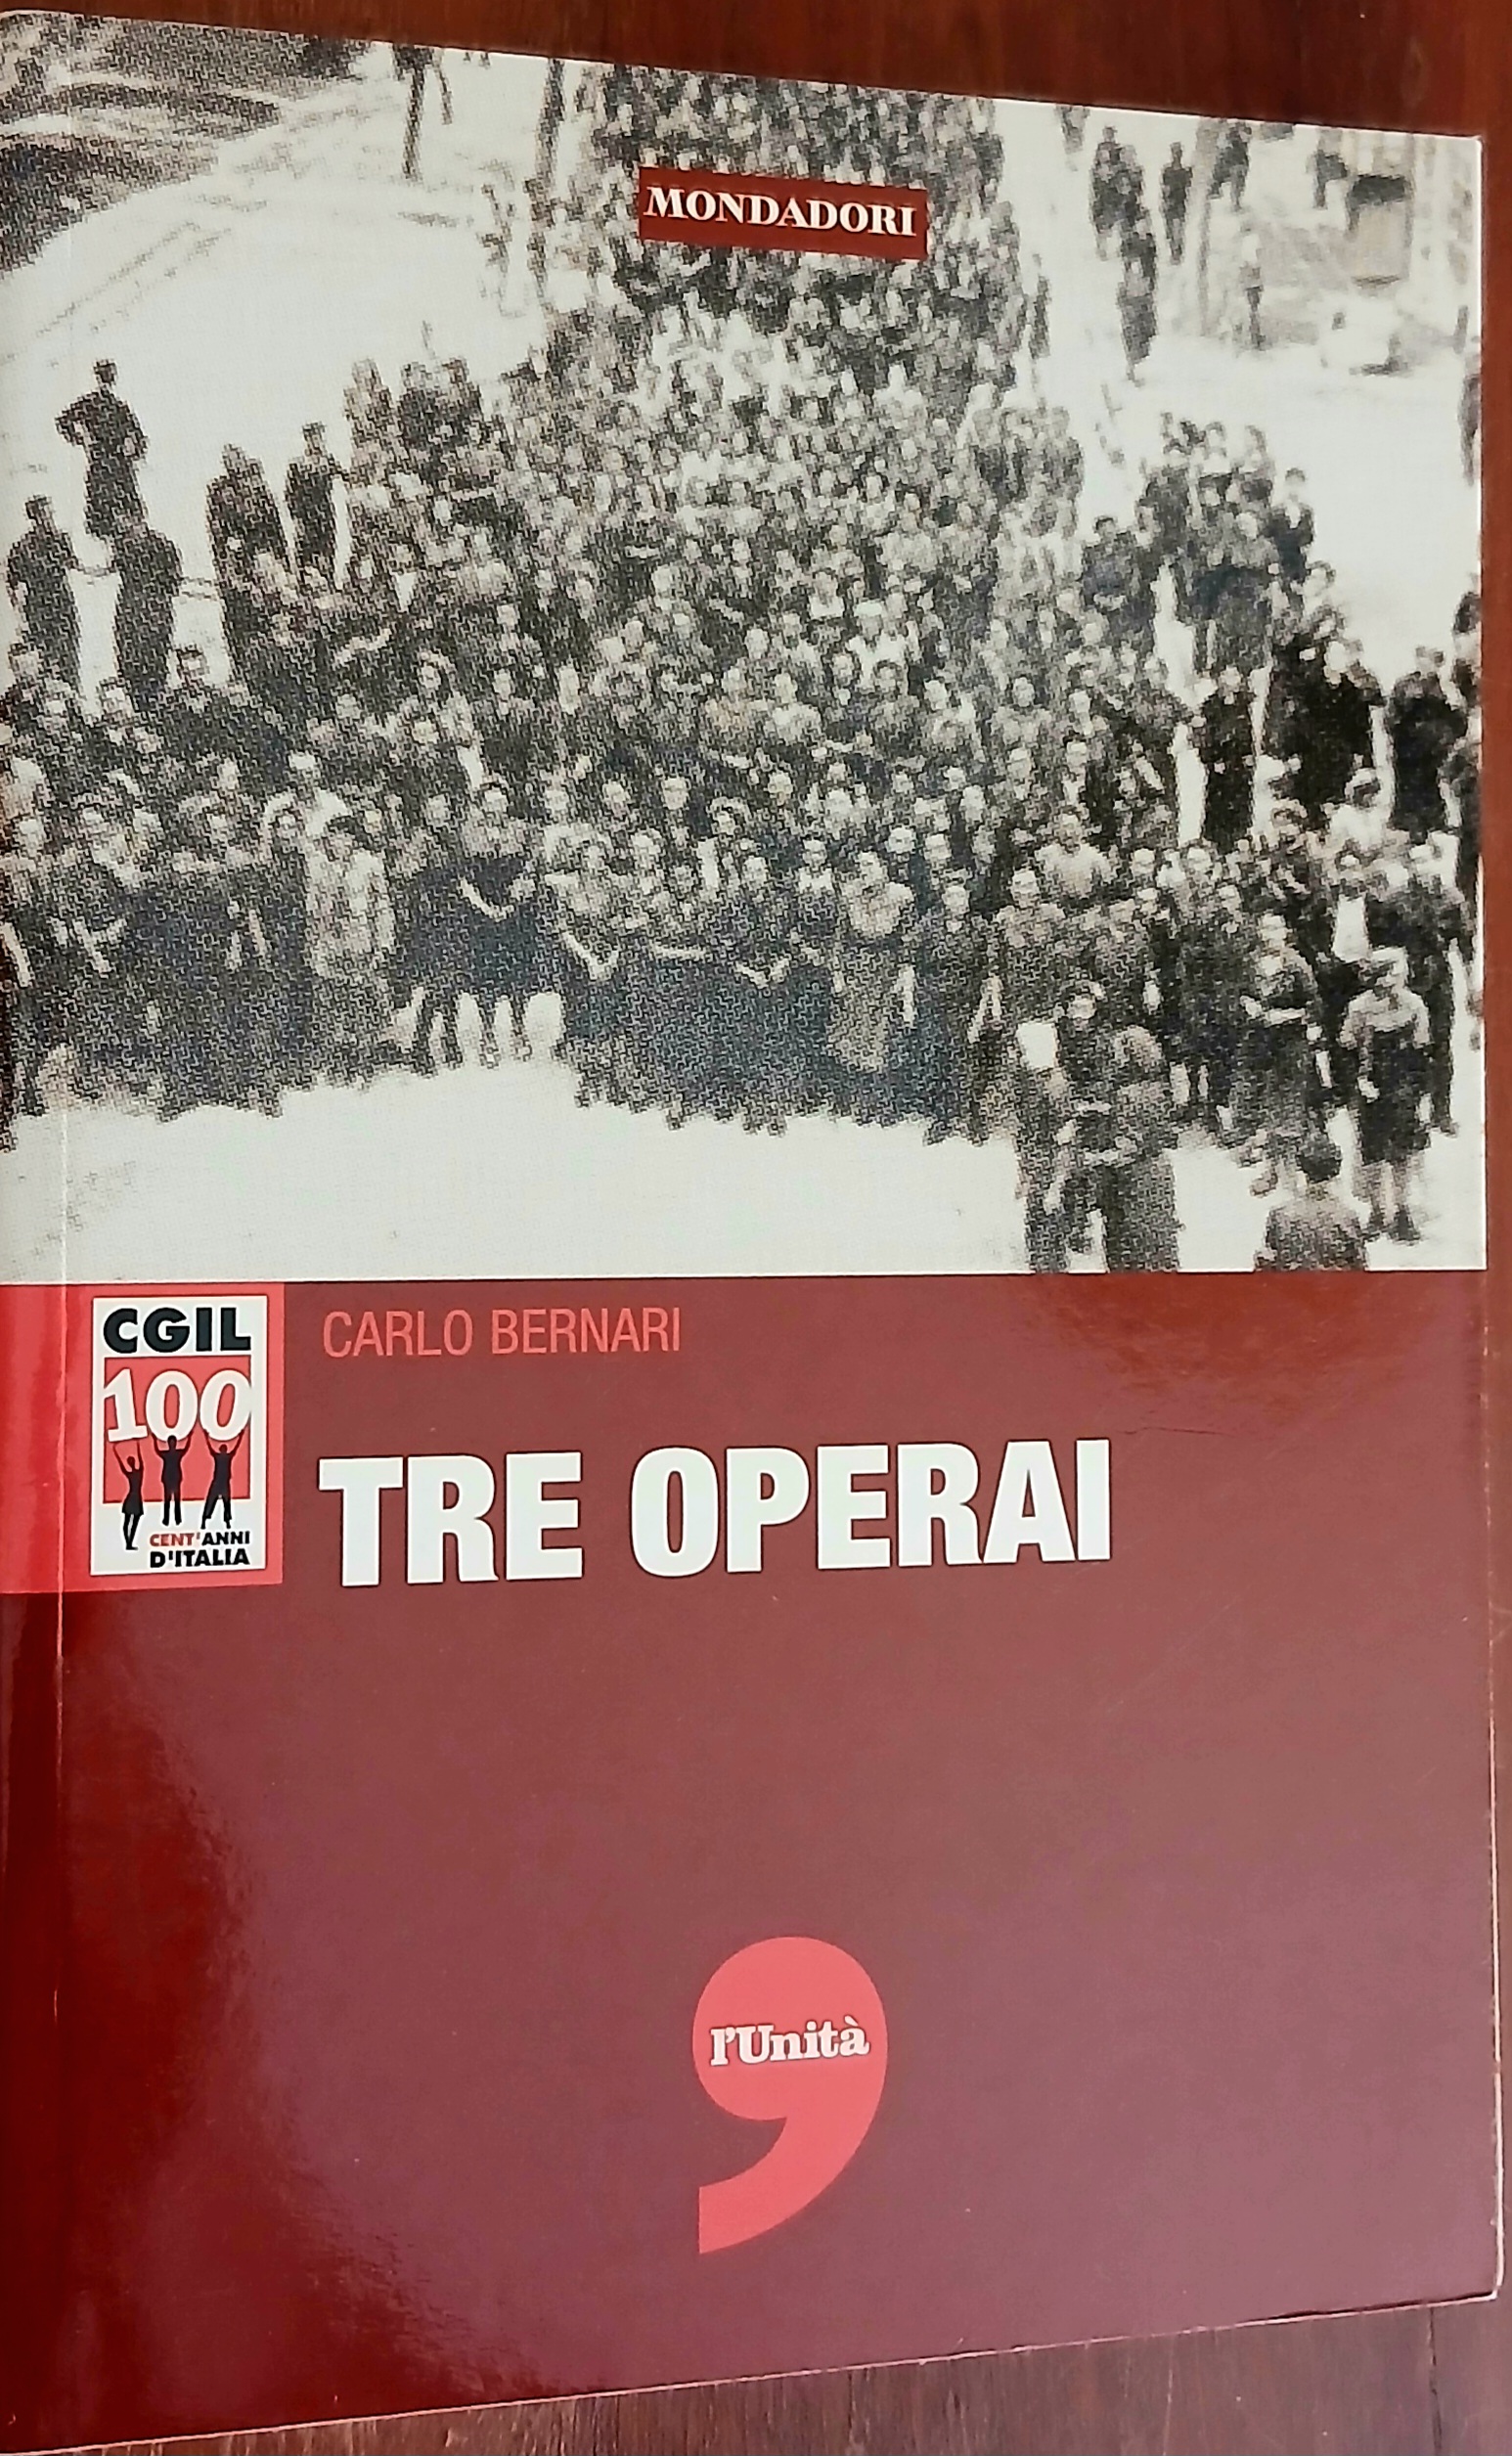 MONDADORI
CGIL
100
CENT'ANNI
D'ITALIA
CARLO BERNARI
TRE OPERAI
l'Unità